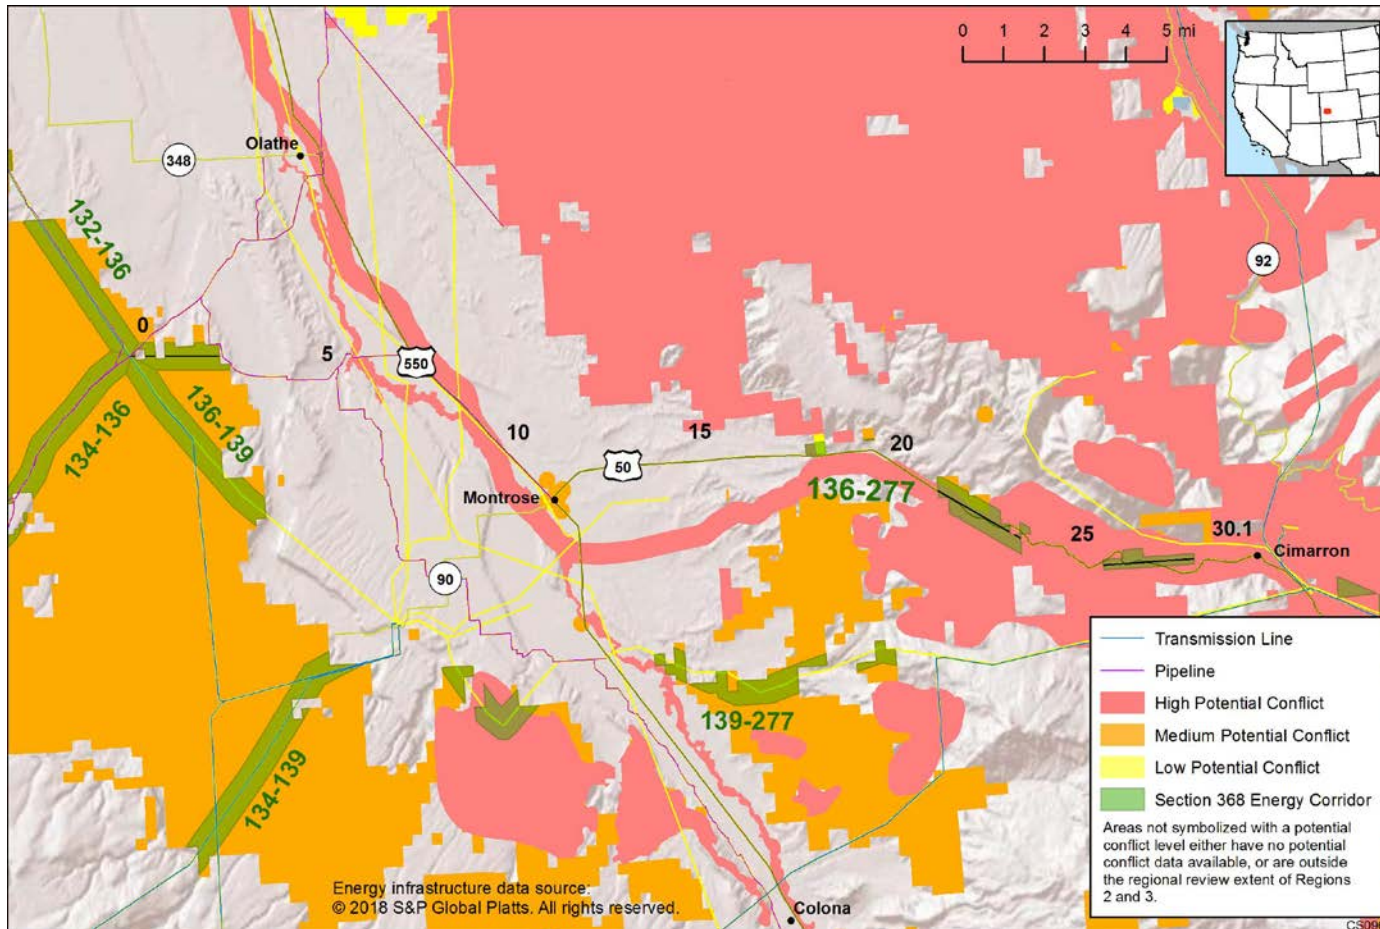 0 1 2 3 4 5 mi
Olathe
348
132-136
92
0
5
550
136-139
134-136
10
15
20
50
Montrose
136-277
25
30.1
Cimarron
90
139-277
134-139
Transmission Line
Pipeline
High Potential Conflict
Medium Potential Conflict
Low Potential Conflict
Section 368 Energy Corridor
Areas not symbolized with a potential
conflict level either have no potential
conflict data available, or are outside
the regional review extent of Regions
2 and 3.
Energy infrastructure data source:
© 2018 S&P Global Platts. All rights reserved.
Colona